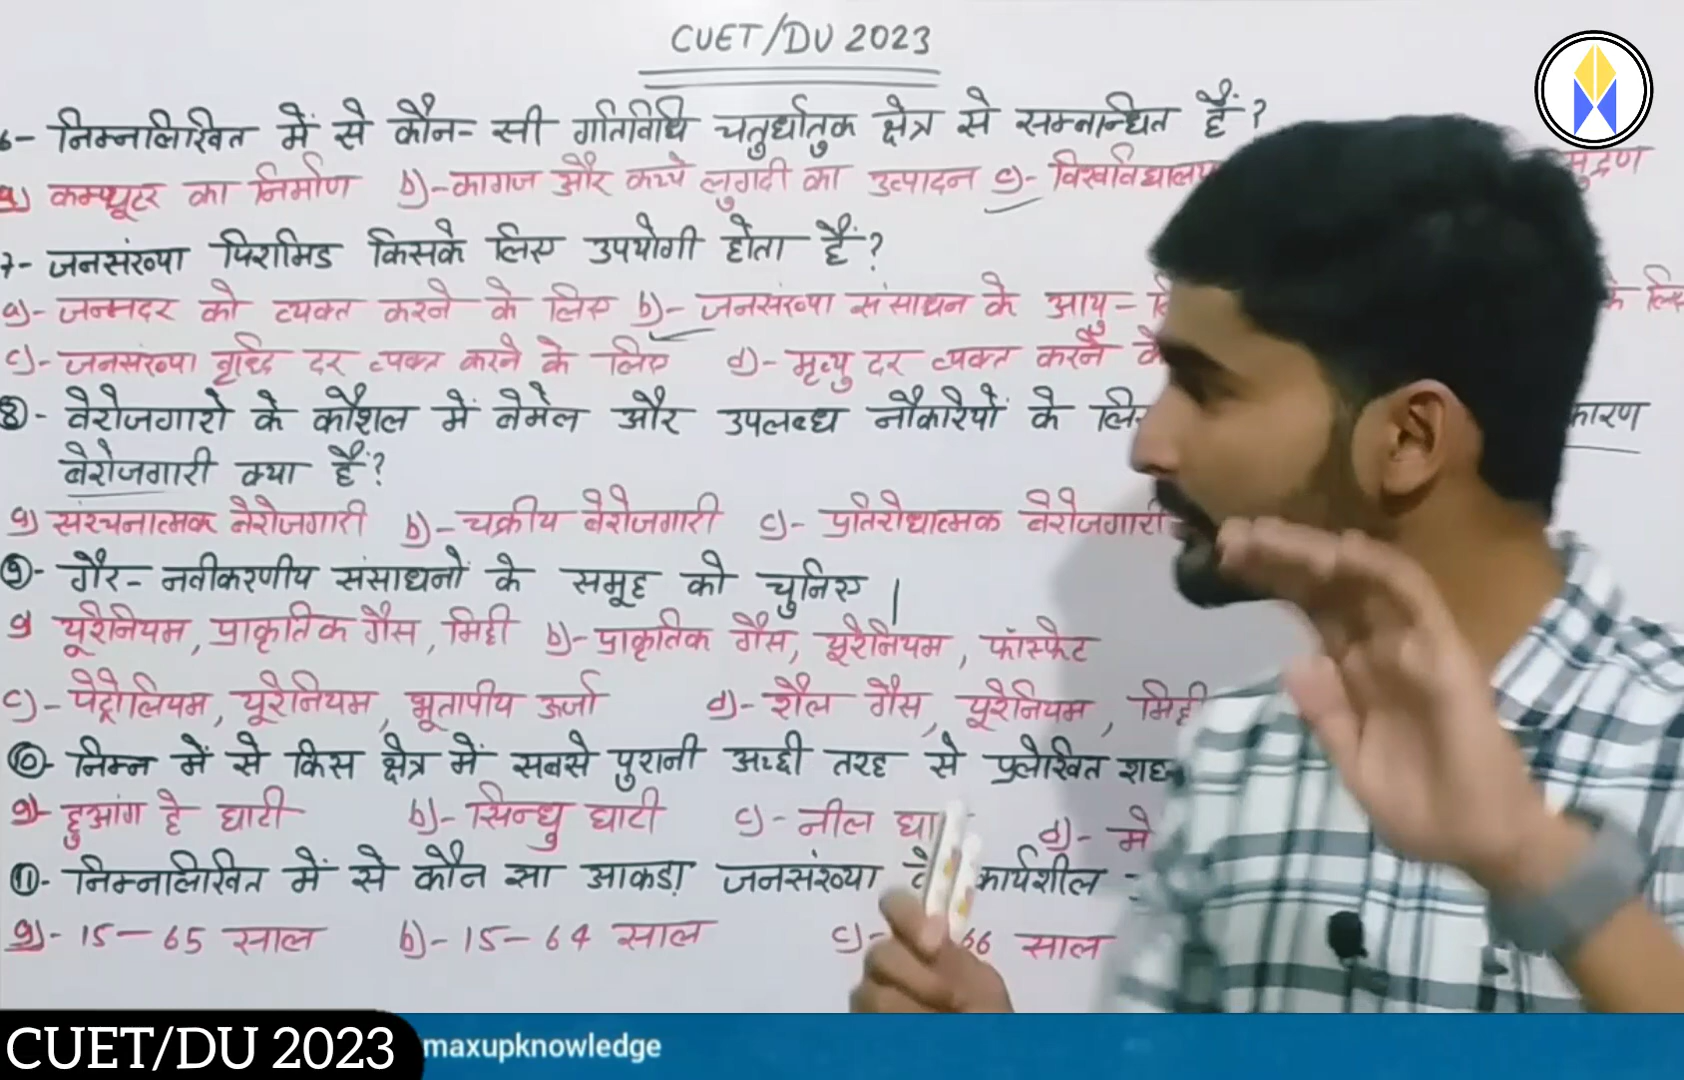 CUET/DU 2023
6- निम्नलिखित में से कौन-सी गतिविधि चतुर्धातुक क्षेत्र से सम्नान्धित हैं?
a) कम्प्यूटर का निर्माण b)- कागज और कच्चे लुगदी का उत्पादन c)- विश्वविद्यालय मुद्रण
7- जनसंख्या पिरामिड किसके लिए उपयोगी होता हैं?
a)- जन्मदर को व्यक्त करने के लिए b)- जनसंख्या संसाधन के आयु= के लिए
c)- जनसंख्या वृद्धि दर व्यक्त करने के लिए d)- मृत्यु दर व्यक्त करने के
8- वेरोजगारो के कौशल में बेमेल और उपलब्ध नौकारियों के लिए कारण
बेरोजगारी क्या हैं?
a) संरचनात्मक बेरोजगारी b)- चक्रीय बेरोजगारी c)- प्रतिरोधात्मक बेरोजगारी
9- गैर-नवीकरणीय संसाधनो के समूह को चुनिए।
a) यूरेनियम, प्राकृतिक गैस, मिट्टी b)- प्राकृतिक गैस, यूरेनियम, फॉस्फेट
c)- पेट्रोलियम, यूरेनियम, भूतापीय ऊर्जा d)- शैल गैस, यूरेनियम, मिट्टी
10- निम्न में से किस क्षेत्र में सबसे पुरानी अच्छी तरह से प्रलेखित
a)- हुआंग हे घाटी b)- सिन्धु घाटी c)- नील d)-
11- निम्नालिखित में से कौन सा आकडा़ जनसंख्या कार्यशील
a)- 15-65 साल b)- 15-64 साल c)- 66 साल
CUET/DU 2023
maxupknowledge